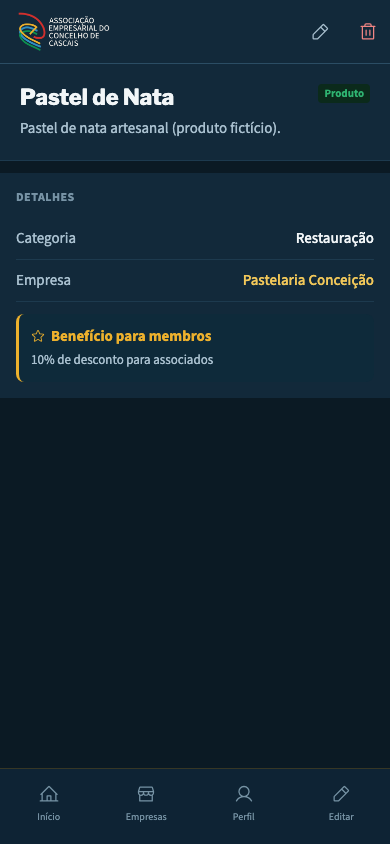 ASSOCIAÇÃO
EMPRESARIAL DO
CONCELHO DE
CASCAIS
Pastel de Nata
Produto
Pastel de nata artesanal (produto fictício).
DETALHES
Categoria Restauração
Empresa Pastelaria Conceição
Benefício para membros
10% de desconto para associados
Início Empresas Perfil Editar